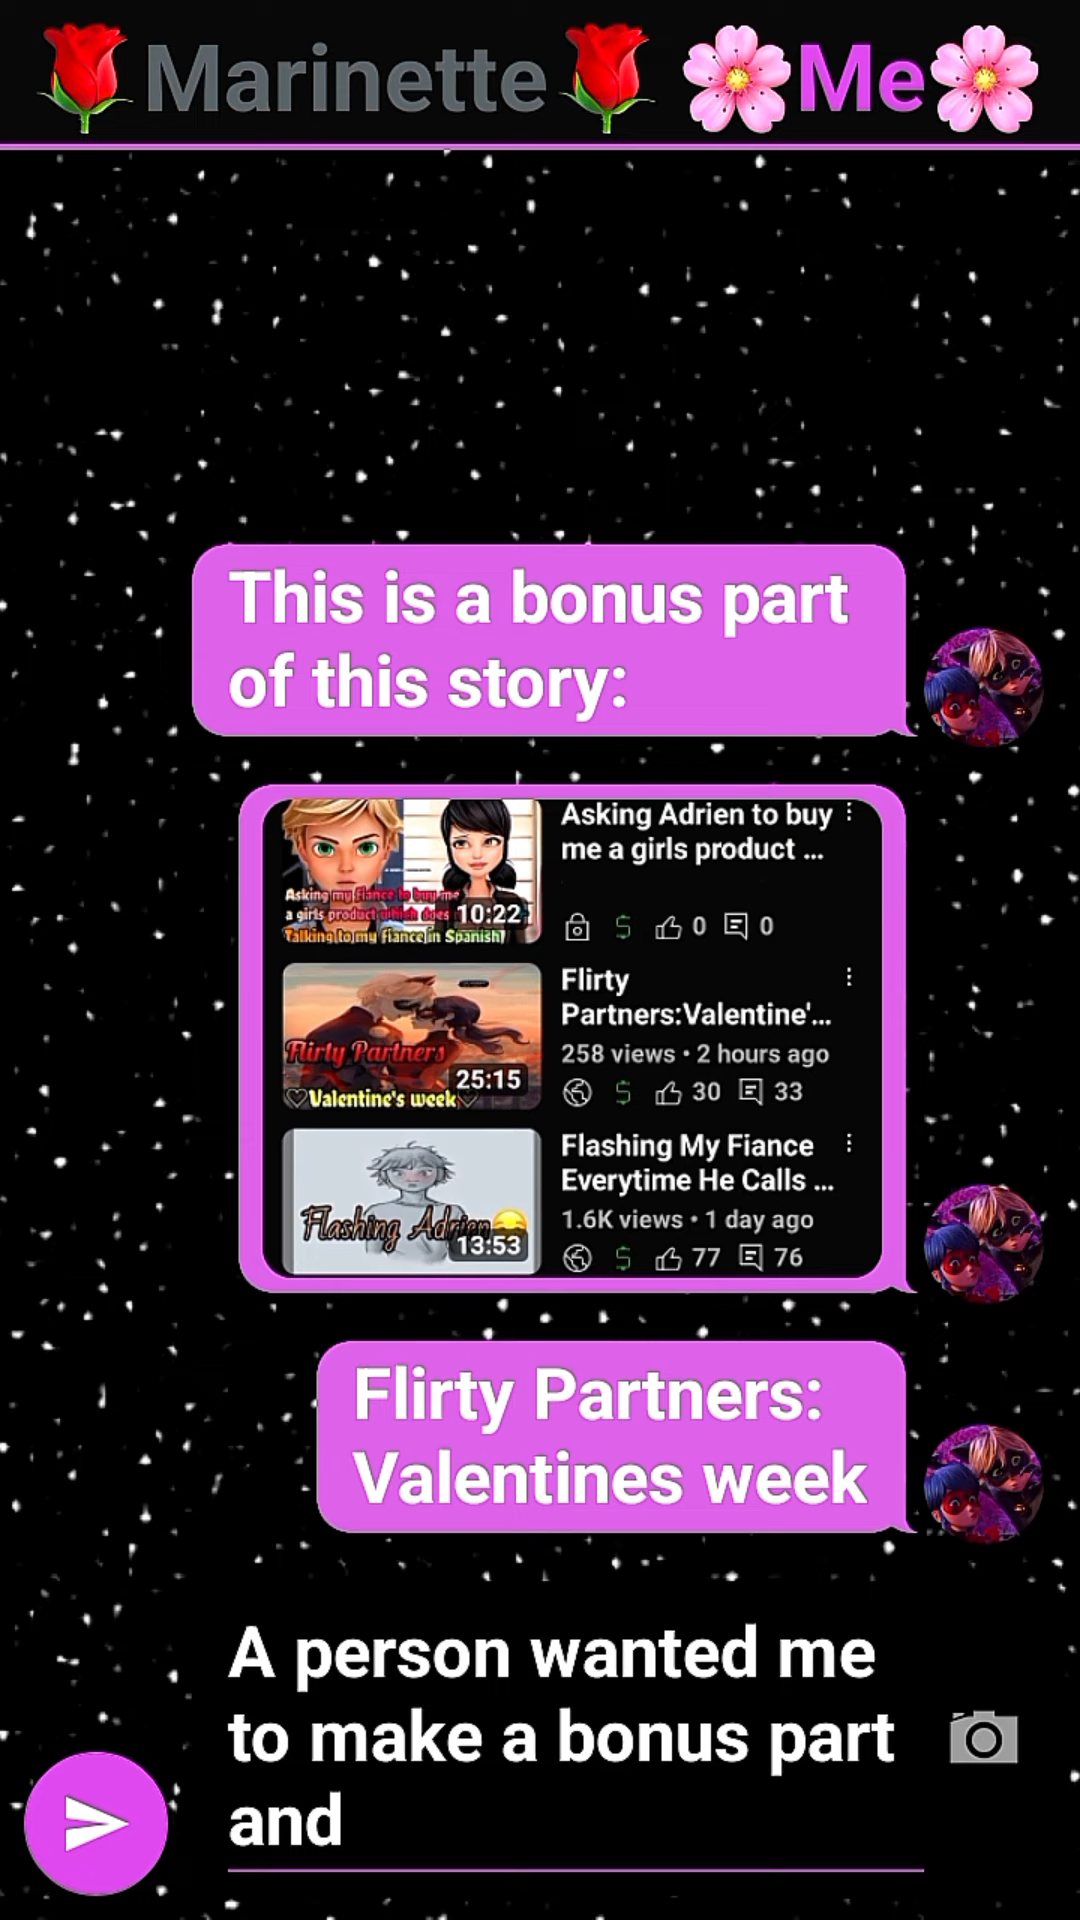 Marinette Me
This is a bonus part
of this story:
Asking Adrien to buy
me a girls product ...
Asking my fiance to buy me
a girls product which does
Talking to my fiance in Spanish
10:22
0 0
Flirty
Partners:Valentine'...
258 views • 2 hours ago
30 33
Flirty Partners
25:15
Valentine's week
Flashing My Fiance
Everytime He Calls ...
1.6K views • 1 day ago
77 76
Flashing Adrien
13:53
Flirty Partners:
Valentines week
A person wanted me
to make a bonus part
and